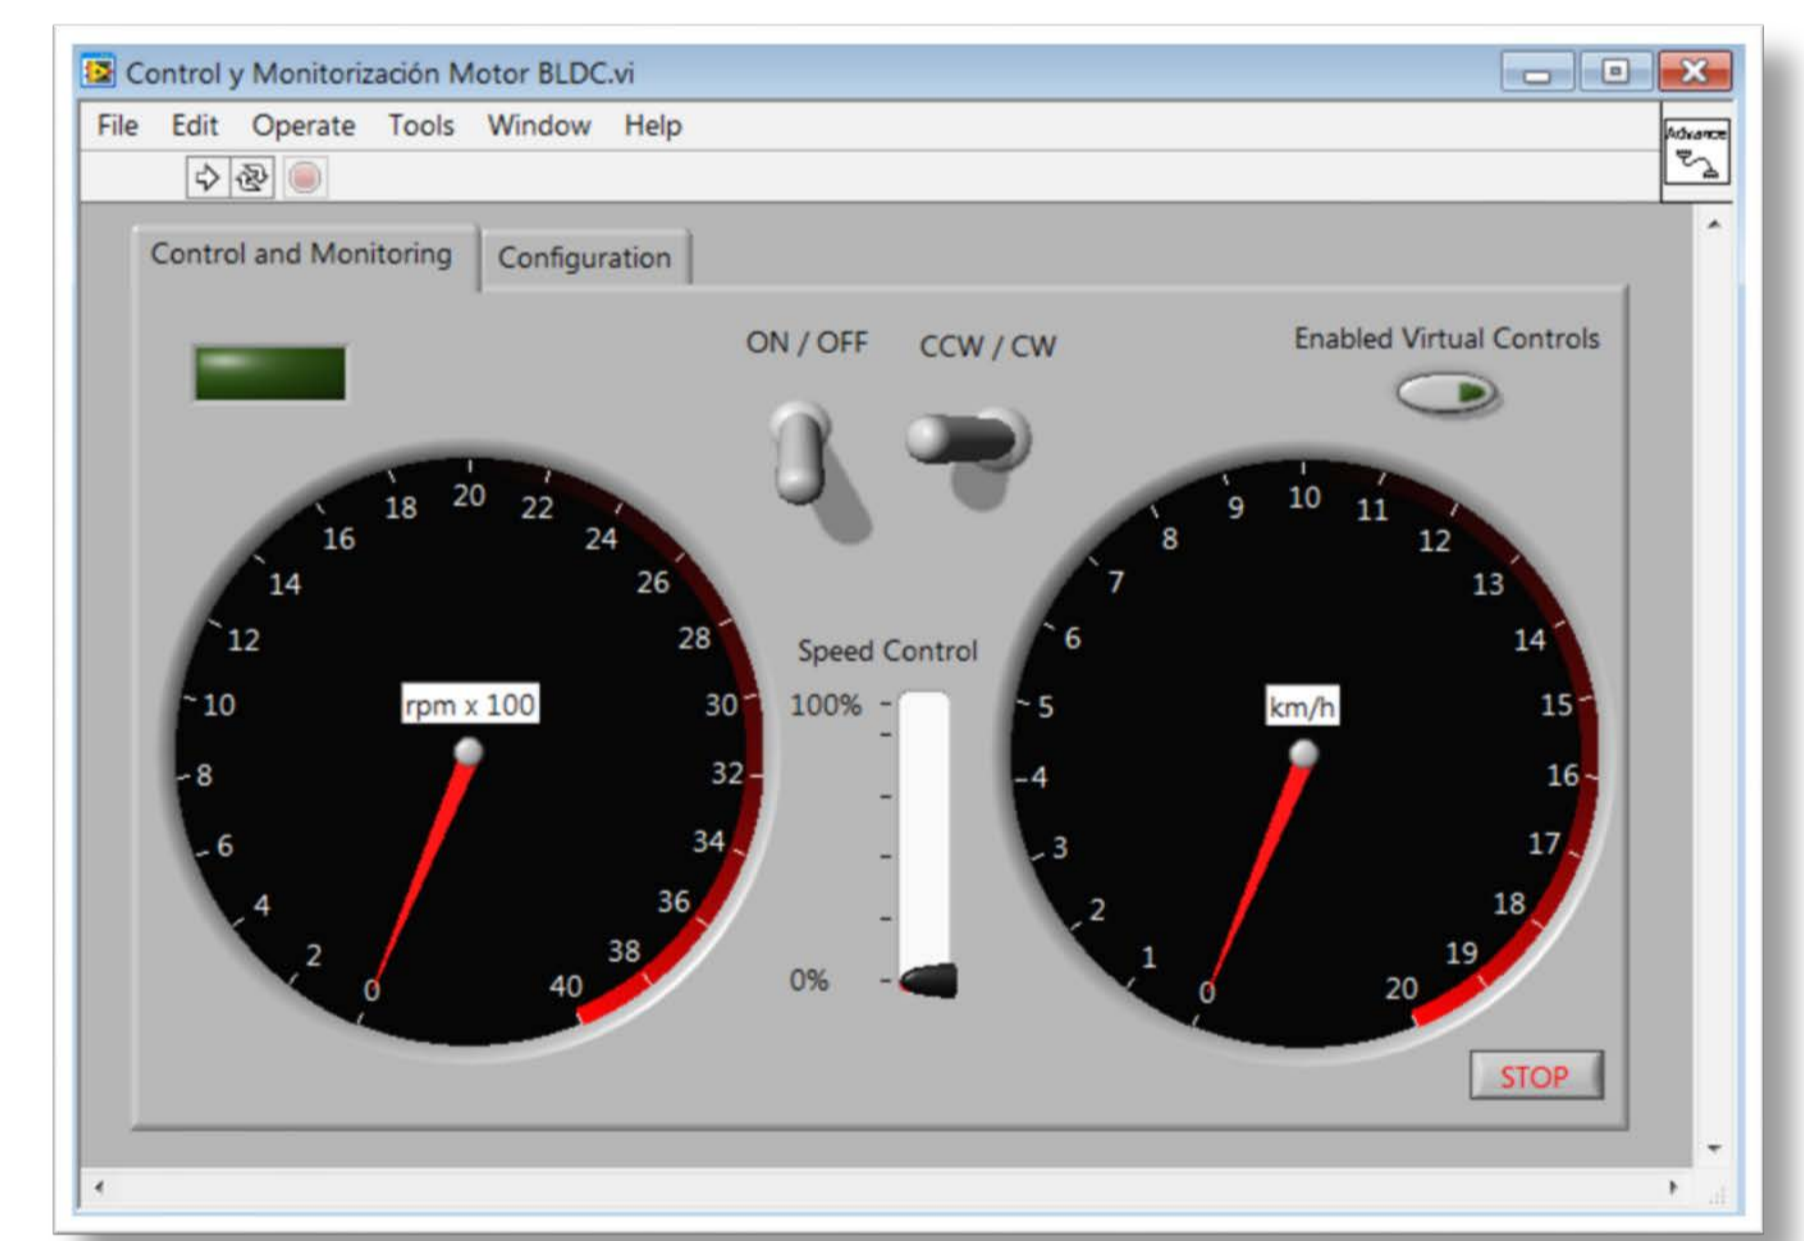 Control y Monitorización Motor BLDC.vi
File Edit Operate Tools Window Help
Advance
Control and Monitoring Configuration
ON / OFF CCW / CW Enabled Virtual Controls
0 2 4 6 8 10 12 14 16 18 20 22 24 26 28 30 32 34 36 38 40
rpm x 100
Speed Control
100%
0%
0 1 2 3 4 5 6 7 8 9 10 11 12 13 14 15 16 17 18 19 20
km/h
STOP